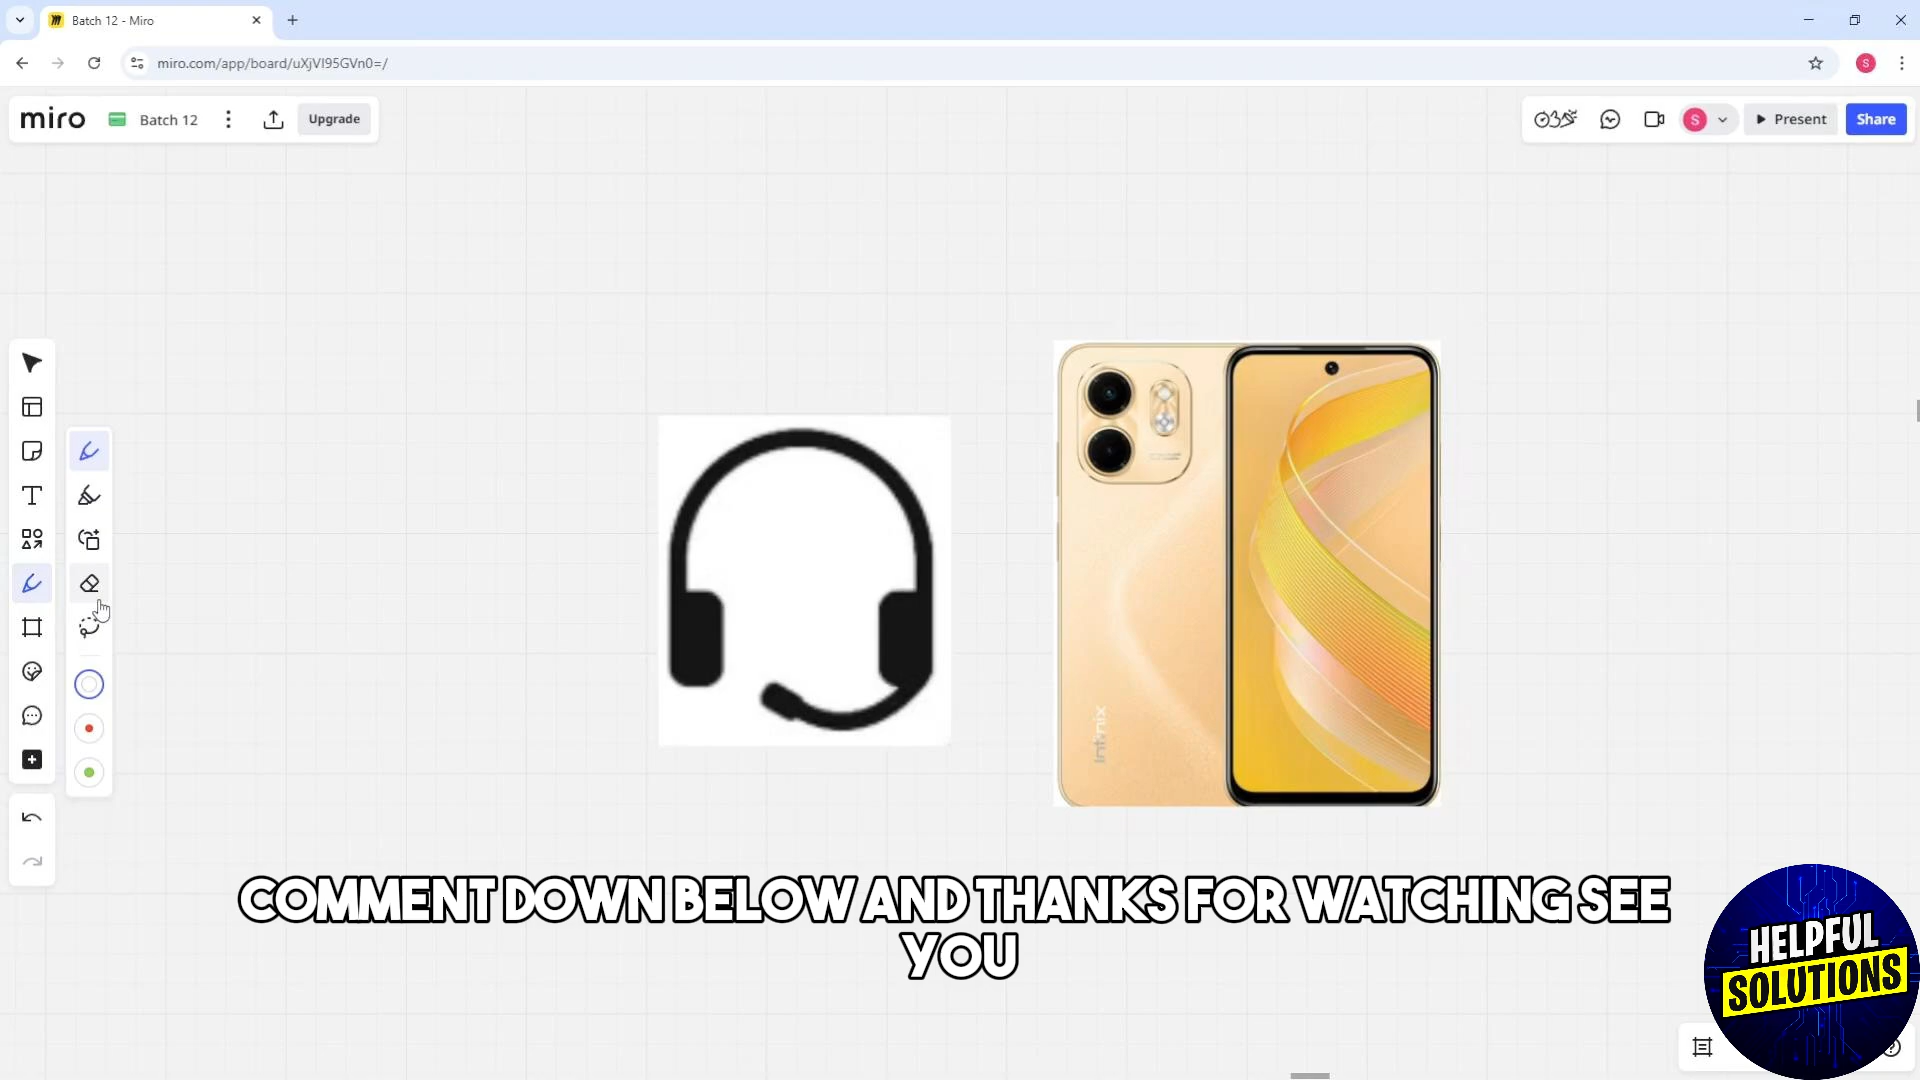 Batch 12 - Miro
miro.com/app/board/uXjVI95GVn0=/
S
miro
Batch 12
Upgrade
S
Present
Share
T
Infinix
COMMENT DOWN BELOW AND THANKS FOR WATCHING SEE
YOU
HELPFUL
SOLUTIONS
?